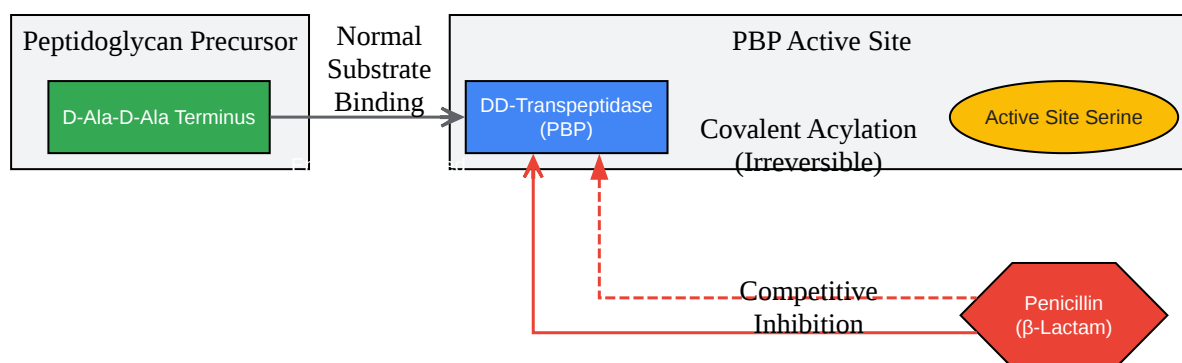 Peptidoglycan Precursor
D-Ala-D-Ala Terminus
Normal
Substrate
Binding
PBP Active Site
DD-Transpeptidase
(PBP)
Covalent Acylation
(Irreversible)
Active Site Serine
Competitive
Inhibition
Penicillin
(β-Lactam)